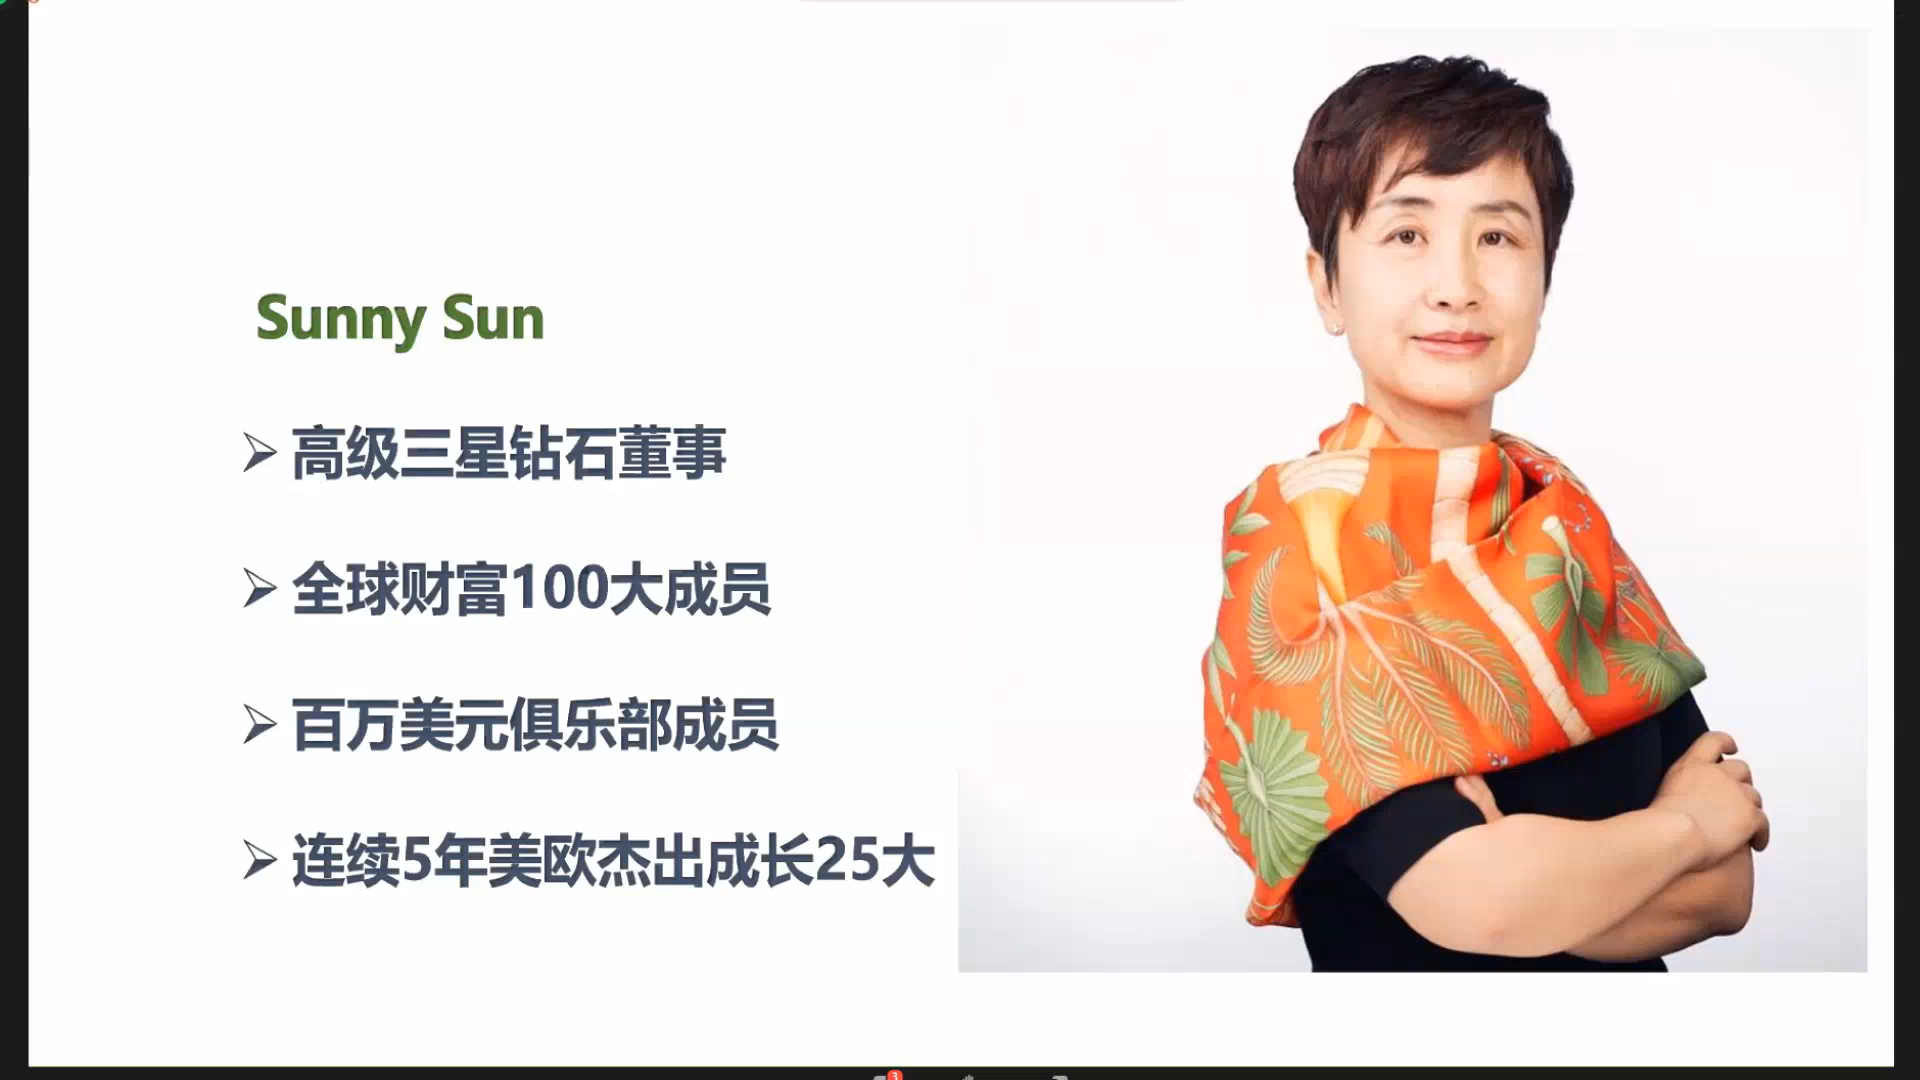 Sunny Sun
➢ 高级三星钻石董事
➢ 全球财富100大成员
➢ 百万美元俱乐部成员
➢ 连续5年美欧杰出成长25大
3